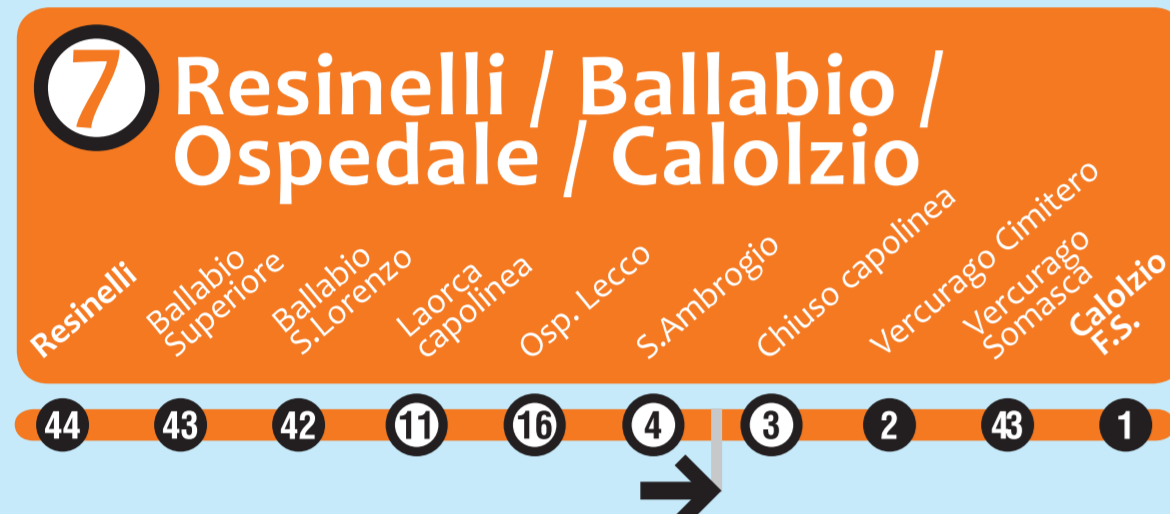 7
Resinelli / Ballabio /
Ospedale / Calolzio
Resinelli
Ballabio
Superiore
Ballabio
S.Lorenzo
Laorca
capolinea
Osp. Lecco
S.Ambrogio
Chiuso capolinea
Vercurago Cimitero
Vercurago
Somasca
Calolzio
F.S.
44 43 42 11 16 4 3 2 43 1